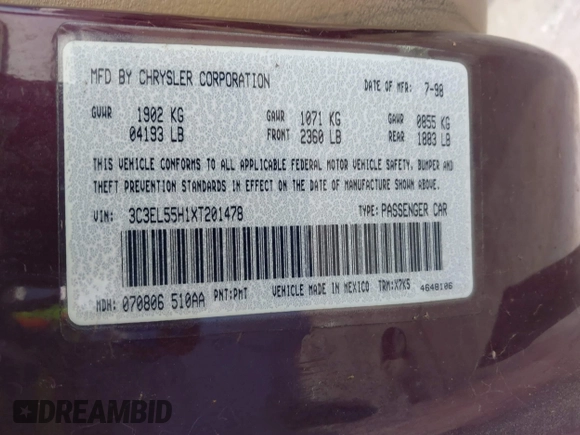 MFD BY CHRYSLER CORPORATION DATE OF MFR: 7-98
GVWR 1902 KG GAWR 1071 KG GAWR 0855 KG
04193 LB FRONT 2360 LB REAR 1883 LB
THIS VEHICLE CONFORMS TO ALL APPLICABLE FEDERAL MOTOR VEHICLE SAFETY, BUMPER AND
THEFT PREVENTION STANDARDS IN EFFECT ON THE DATE OF MANUFACTURE SHOWN ABOVE.
VIN: 3C3EL55H1XT201478 TYPE: PASSENGER CAR
MDH: 070806 510AA PNT: PMT VEHICLE MADE IN MEXICO TRM: X7K5 4648106
DREAMBID